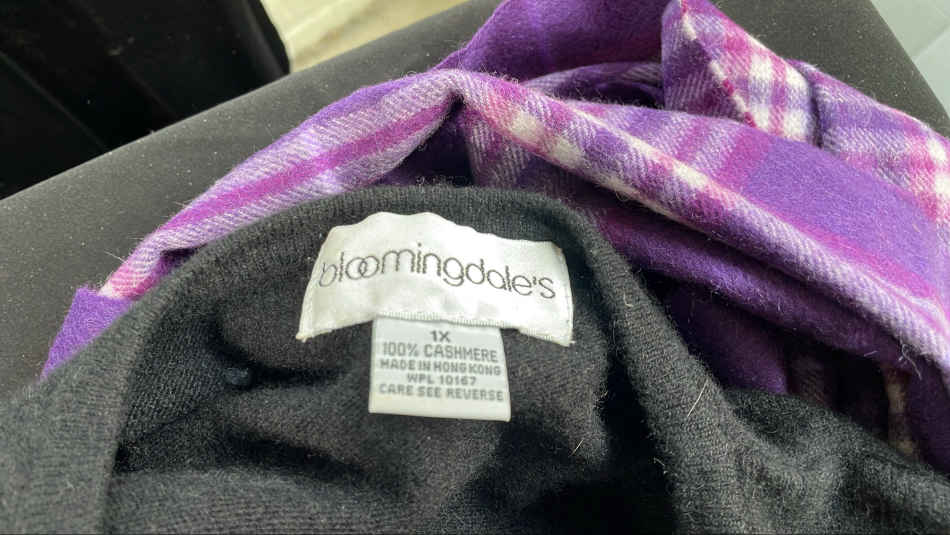 bloomingdale's
1X
100% CASHMERE
MADE IN HONG KONG
WPL 10167
CARE SEE REVERSE